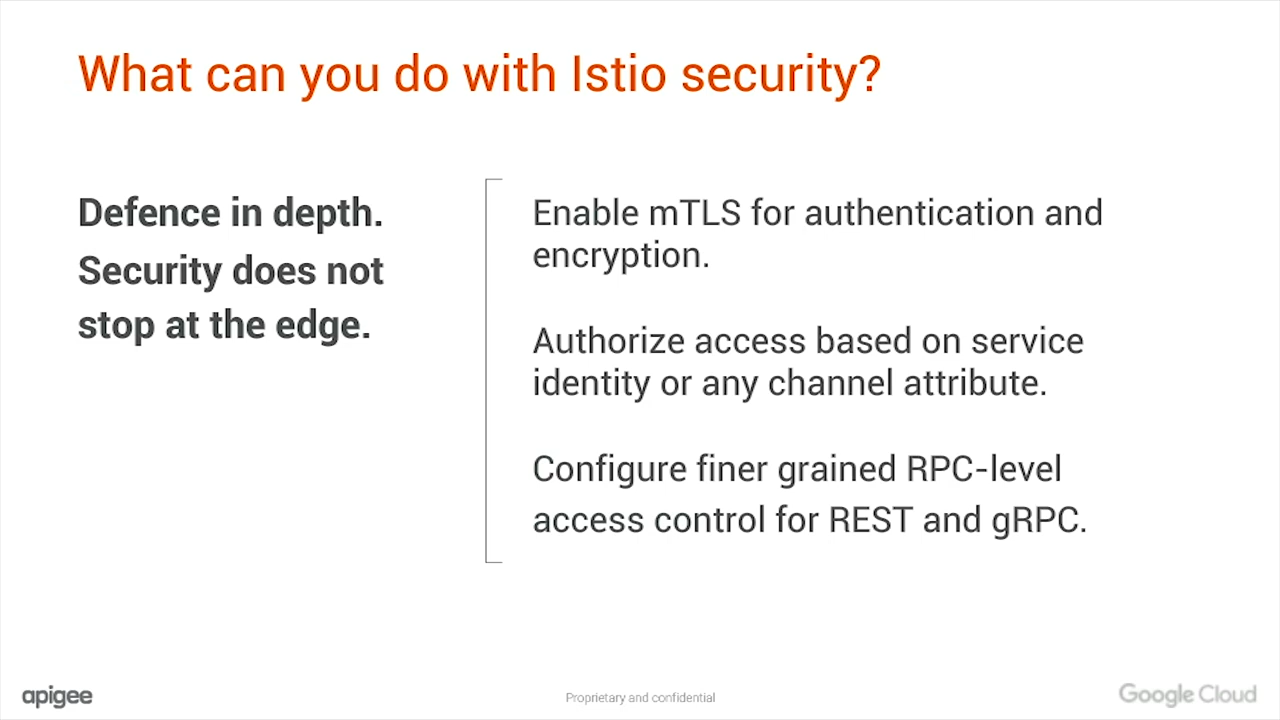 What can you do with Istio security?
Defence in depth.
Security does not
stop at the edge.
Enable mTLS for authentication and
encryption.
Authorize access based on service
identity or any channel attribute.
Configure finer grained RPC-level
access control for REST and gRPC.
apigee
Proprietary and confidential
Google Cloud